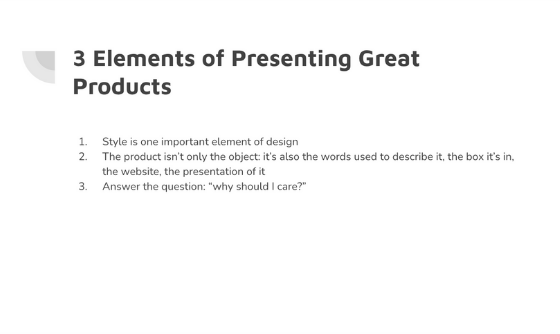 3 Elements of Presenting Great
Products
1. Style is one important element of design
2. The product isn't only the object: it's also the words used to describe it, the box it's in,
the website, the presentation of it
3. Answer the question: “why should I care?”